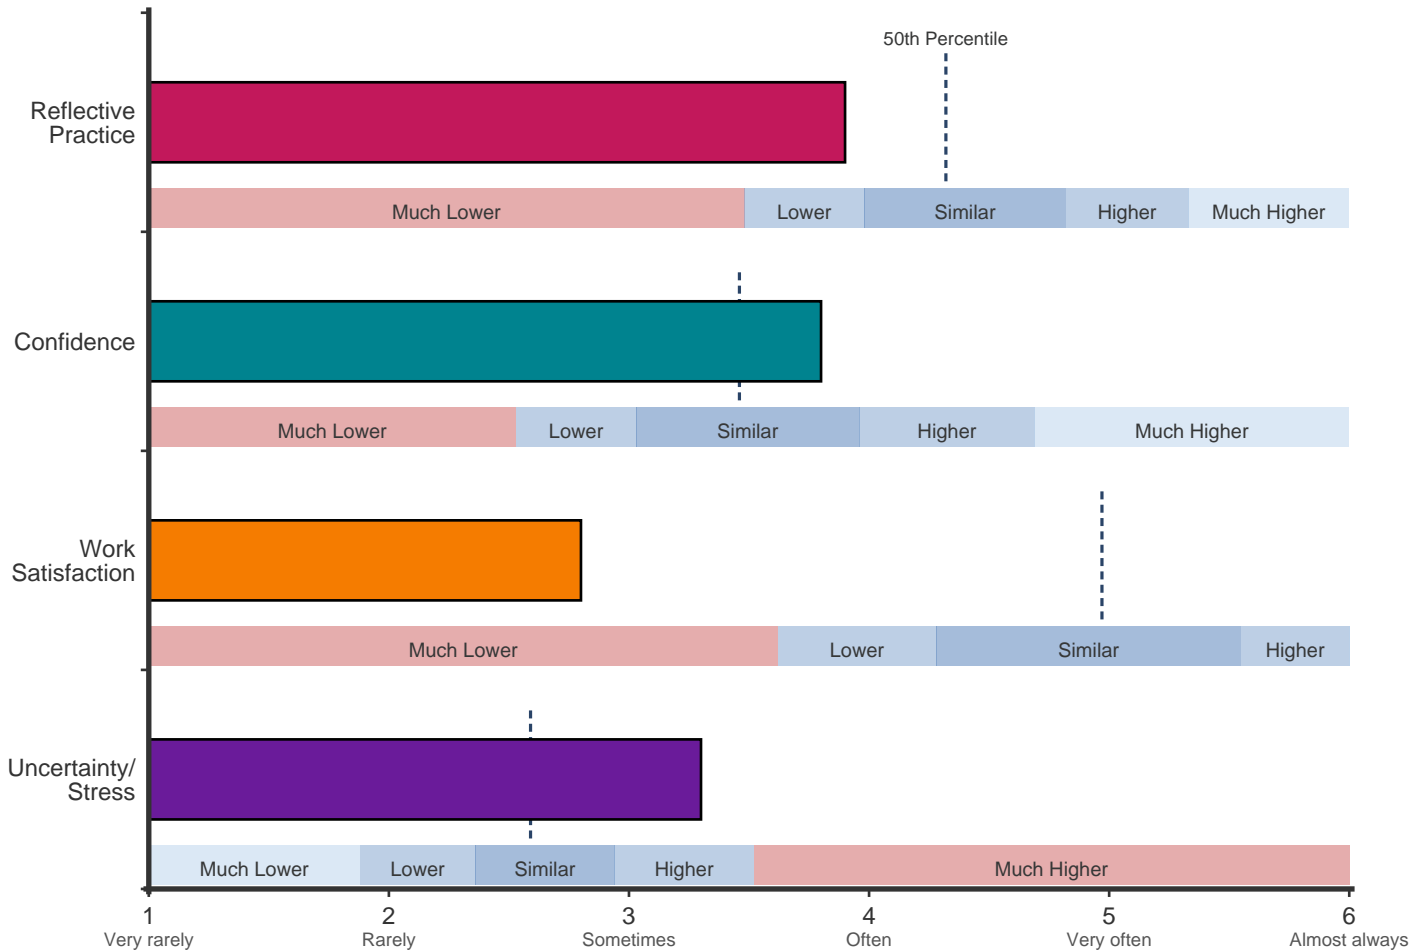 50th Percentile
Reflective
Practice
Much Lower Lower Similar Higher Much Higher
Confidence
Much Lower Lower Similar Higher Much Higher
Work
Satisfaction
Much Lower Lower Similar Higher
Uncertainty/
Stress
Much Lower Lower Similar Higher Much Higher
1 2 3 4 5 6
Very rarely Rarely Sometimes Often Very often Almost always